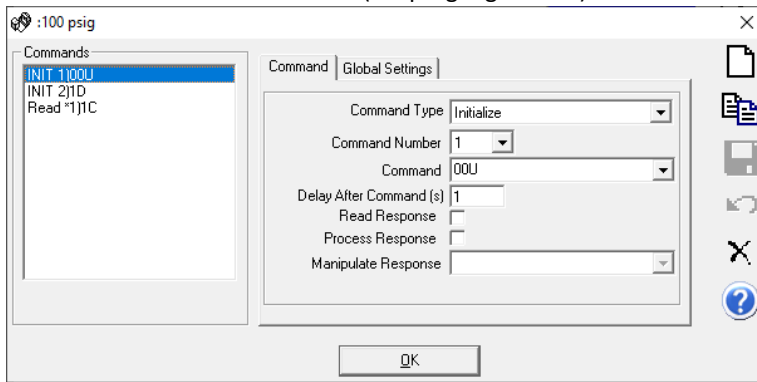 :100 psig
Commands
INIT 1)00U
INIT 2)1D
Read *1)1C
Command
Global Settings
Command Type Initialize
Command Number 1
Command 00U
Delay After Command (s) 1
Read Response
Process Response
Manipulate Response
OK